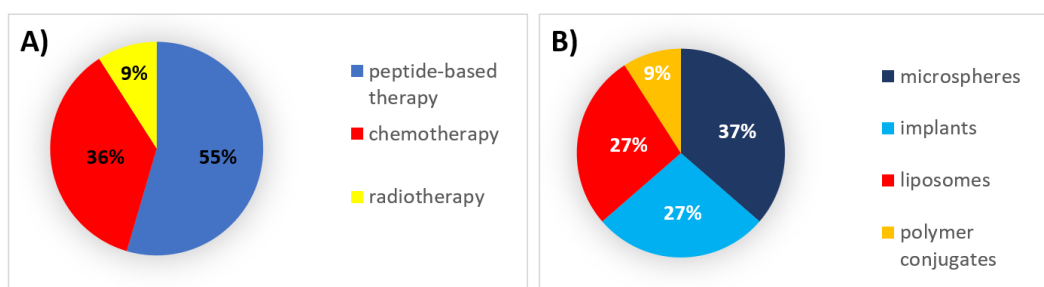 A)
9%
36%
55%
peptide-based
therapy
chemotherapy
radiotherapy
B)
9%
37%
27%
27%
microspheres
implants
liposomes
polymer
conjugates